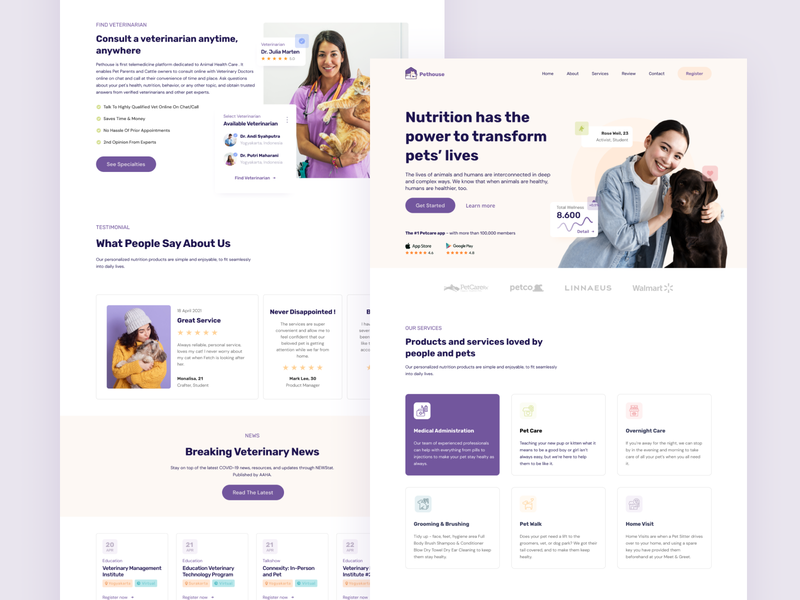 FIND VETERINARIAN
Consult a veterinarian anytime,
anywhere
Pethouse is first telemedicine platform dedicated to Animal Health Care. It
enables Pet Parents and Cattle owners to consult online with Veterinary Doctors
online on chat and call at their convenience of time and place. Ask questions
about your pet's health, nutrition, behavior, or any other topic, and obtain trusted
answers from verified veterinarians and other pet experts.
Talk To Highly Qualified Vet Online On Chat/Call
Saves Time & Money
No Hassle Of Prior Appointments
2nd Opinion From Experts
See Specialties
Veterinarian
Dr. Julia Marten
5.0
Select Veterinarian
Available Veterinarian
Dr. Andi Syahputra
Yogyakarta, Indonesia
Dr. Putri Maharani
Yogyakarta, Indonesia
Find Veterinarian
TESTIMONIAL
What People Say About Us
Our personalized nutrition products are simple and enjoyable, to fit seamlessly
into daily lives.
15 April 2021
Great Service
Always reliable, personal service,
loves my cat! I never worry about
my cat when Fetch is looking after
her.
Monalisa, 21
Crafter, Student
Never Disappointed !
The services are super
convenient and allow me to
feel confident that our
beloved pet is getting
attention while we far from
home.
Mark Lee, 30
Product Manager
NEWS
Breaking Veterinary News
Stay on top of the latest COVID-19 news, resources, and updates through NEWStat.
Published by AAHA.
Read The Latest
20
APR
Education
Veterinary Management
Institute
Yogyakarta
Virtual
Register now
21
APR
Education
Education Veterinary
Technology Program
Surakarta
Virtual
Register now
21
APR
Talkshow
Connexity: In-Person
and Pet
Yogyakarta
Virtual
Register now
22
APR
Education
Veterinary
Institute #
Yogyakarta
Register now
Pethouse
Home
About
Services
Review
Contact
Register
Nutrition has the
power to transform
pets' lives
The lives of animals and humans are interconnected in deep
and complex ways. We know that when animals are healthy,
humans are healthier, too.
Get Started
Learn more
The #1 Petcare app – with more than 100,000 members
App Store
4.6
Google Play
4.8
Rose Weil, 23
Activist, Student
Total Wellness
8.600
Detail
PetCareRx
petco
LINNAEUS
Walmart
OUR SERVICES
Products and services loved by
people and pets
Our personalized nutrition products are simple and enjoyable, to fit seamlessly
into daily lives.
Medical Administration
Our team of experienced professionals
can help with everything from pills to
injections to make your pet stay healty as
always.
Pet Care
Teaching your new pup or kitten what it
means to be a good boy or girl isn't
always easy, but we're here to help
them to be like it.
Overnight Care
If you're away for the night, we can stop
by in the evening and morning to take
care of all your pet's when you all need
it.
Grooming & Brushing
Tidy up - face, feet, hygiene area Full
Body Brush Shampoo & Conditioner
Blow Dry Towel Dry Ear Cleaning to keep
them stay healty.
Pet Walk
Does your pet need a lift to the
groomers, vet, or dog park? We got their
tail covered, and to make them keep
healty.
Home Visit
Home Visits are when a Pet Sitter drives
over to your home, and using a spare
key you have provided them
beforehand at your Meet & Greet